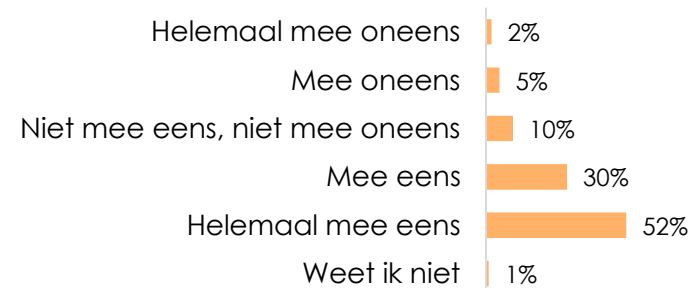 Helemaal mee oneens 2%
Mee oneens 5%
Niet mee eens, niet mee oneens 10%
Mee eens 30%
Helemaal mee eens 52%
Weet ik niet 1%